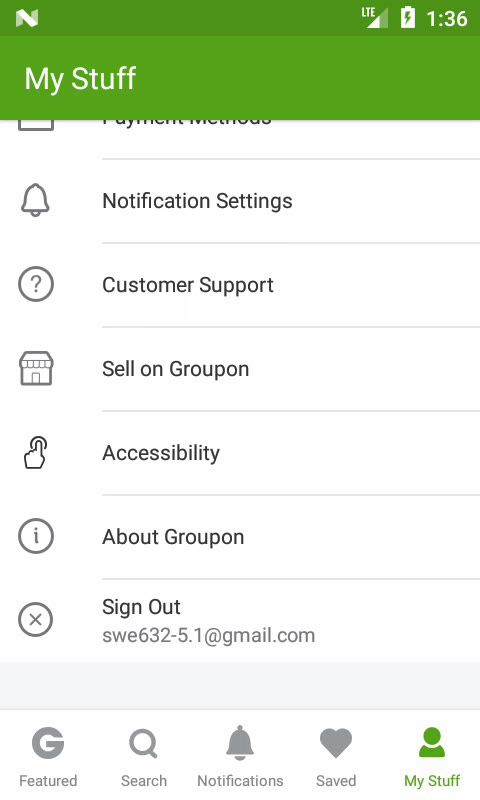 LTE 1:36
My Stuff
Payment Methods
Notification Settings
Customer Support
Sell on Groupon
Accessibility
About Groupon
Sign Out
swe632-5.1@gmail.com
Featured Search Notifications Saved My Stuff